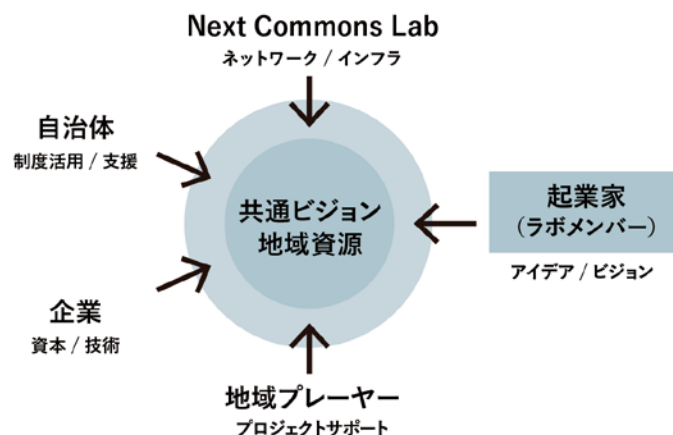 Next Commons Lab
ネットワーク / インフラ
自治体
制度活用 / 支援
共通ビジョン
地域資源
起業家
（ラボメンバー）
アイデア / ビジョン
企業
資本 / 技術
地域プレーヤー
プロジェクトサポート